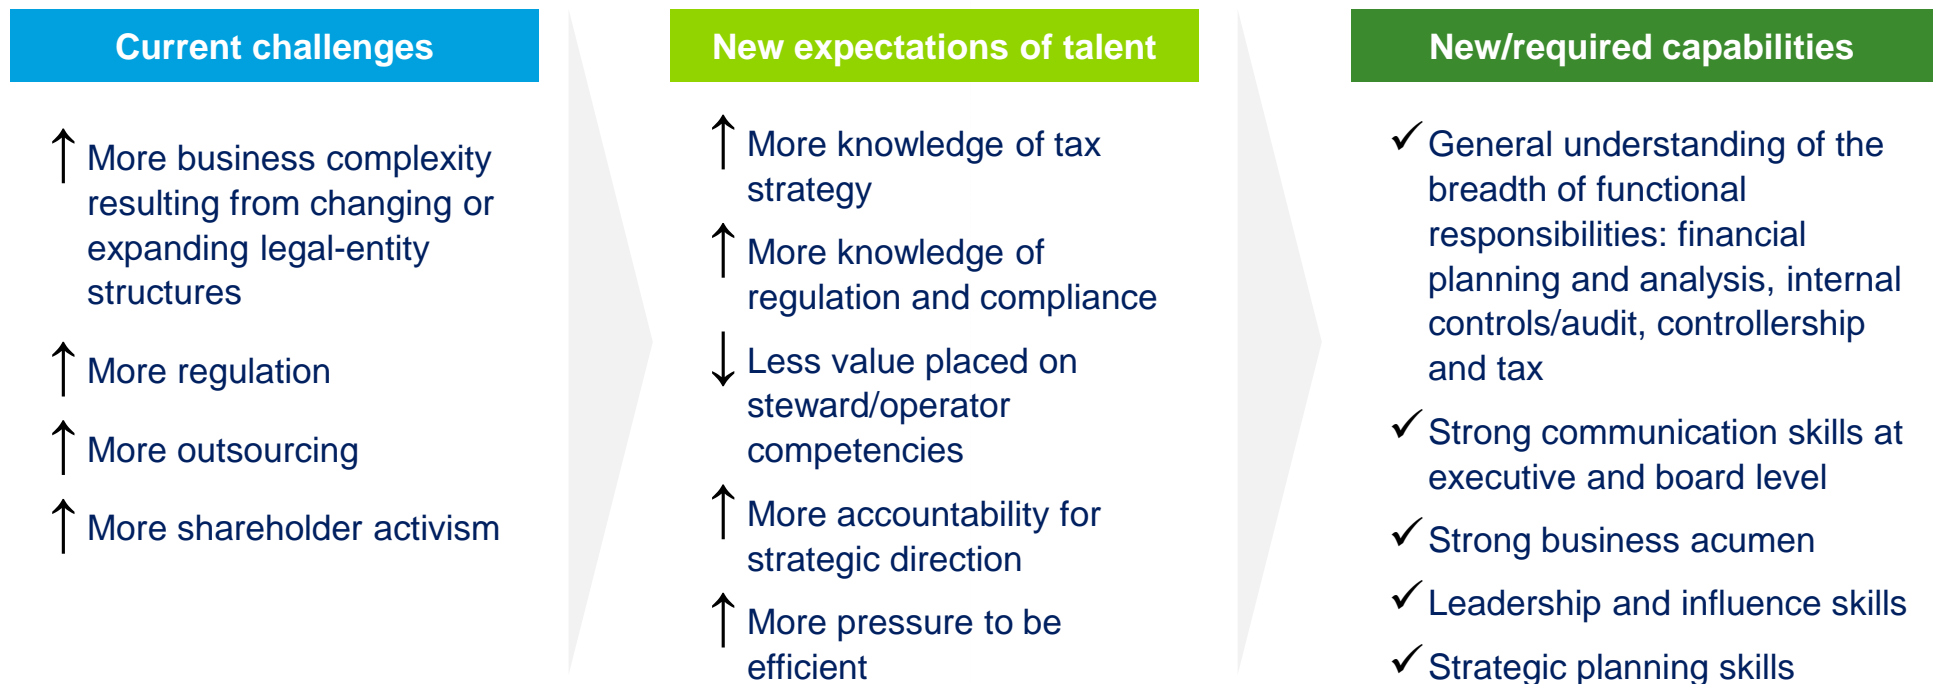 Current challenges
More business complexity
resulting from changing or
expanding legal-entity
structures
More regulation
More outsourcing
More shareholder activism
New expectations of talent
More knowledge of tax
strategy
More knowledge of
regulation and compliance
Less value placed on
steward/operator
competencies
More accountability for
strategic direction
More pressure to be
efficient
New/required capabilities
General understanding of the
breadth of functional
responsibilities: financial
planning and analysis, internal
controls/audit, controllership
and tax
Strong communication skills at
executive and board level
Strong business acumen
Leadership and influence skills
Strategic planning skills